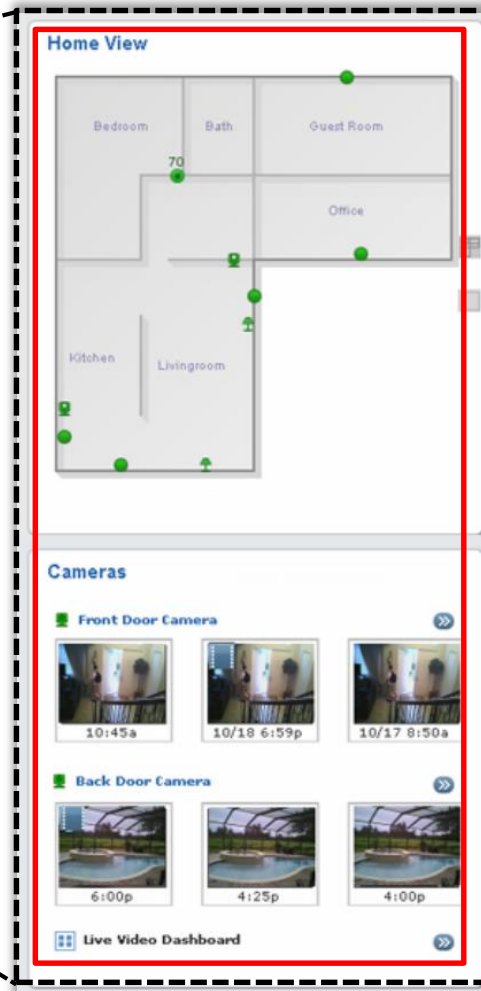 Home View
Bedroom
Bath
Guest Room
70
Office
Kitchen
Livingroom
Cameras
Front Door Camera
10:45a
10/18 6:59p
10/17 8:50a
Back Door Camera
6:00p
4:25p
4:00p
Live Video Dashboard